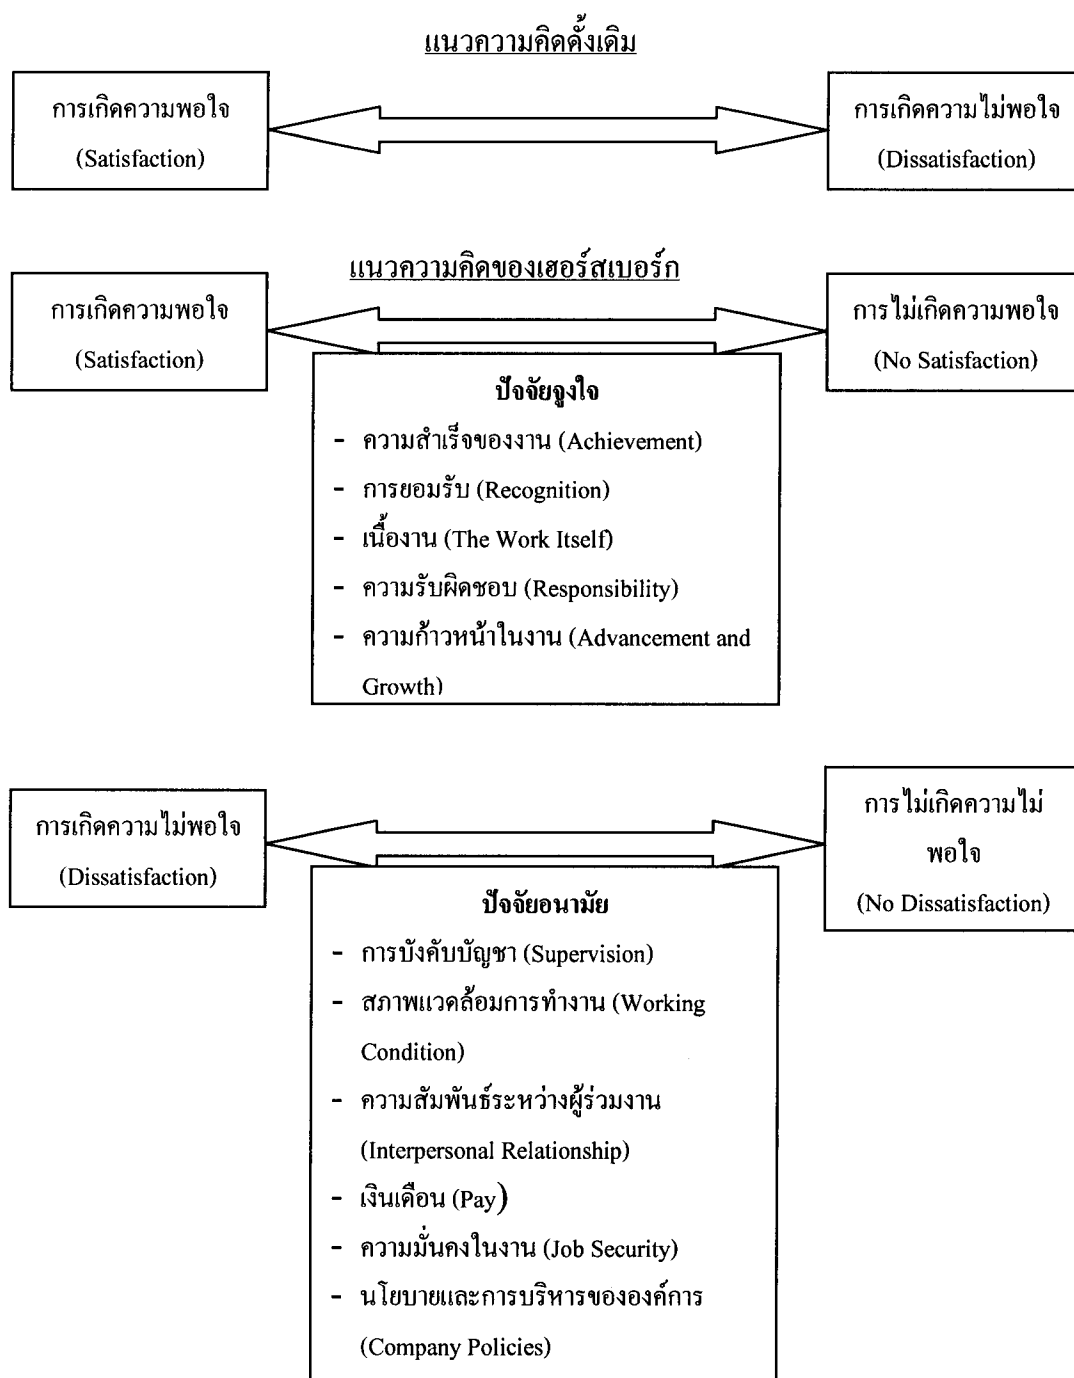 แนวความคิดดั้งเดิม
การเกิดความพอใจ
(Satisfaction)
การเกิดความไม่พอใจ
(Dissatisfaction)
แนวความคิดของเฮอร์สเบอร์ก
การเกิดความพอใจ
(Satisfaction)
การไม่เกิดความพอใจ
(No Satisfaction)
ปัจจัยจูงใจ
- ความสำเร็จของงาน (Achievement)
- การยอมรับ (Recognition)
- เนื้องาน (The Work Itself)
- ความรับผิดชอบ (Responsibility)
- ความก้าวหน้าในงาน (Advancement and
Growth)
การเกิดความไม่พอใจ
(Dissatisfaction)
การไม่เกิดความไม่
พอใจ
(No Dissatisfaction)
ปัจจัยอนามัย
- การบังคับบัญชา (Supervision)
- สภาพแวดล้อมการทำงาน (Working
Condition)
- ความสัมพันธ์ระหว่างผู้ร่วมงาน
(Interpersonal Relationship)
- เงินเดือน (Pay)
- ความมั่นคงในงาน (Job Security)
- นโยบายและการบริหารขององค์การ
(Company Policies)